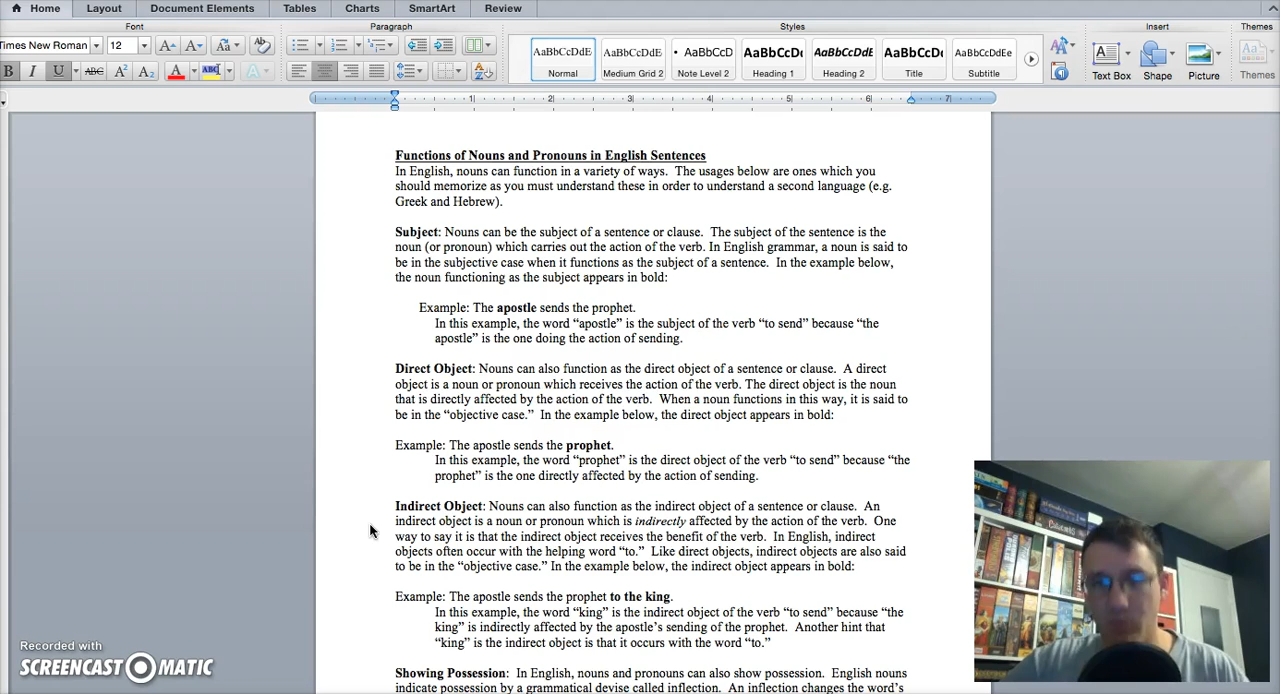 Home Layout Document Elements Tables Charts SmartArt Review
Font Paragraph Styles Insert Themes
Times New Roman 12 Aa
B I U ABC A² A₂ A ABC A
AaBbCcDdE AaBbCcDdE • AaBbCcD AaBbCcD AaBbCcDdE AaBbCcD AaBbCcDdEe
Normal Medium Grid 2 Note Level 2 Heading 1 Heading 2 Title Subtitle
Text Box Shape Picture Themes
1 2 3 4 5 6 7
Functions of Nouns and Pronouns in English Sentences
In English, nouns can function in a variety of ways. The usages below are ones which you
should memorize as you must understand these in order to understand a second language (e.g.
Greek and Hebrew).
Subject: Nouns can be the subject of a sentence or clause. The subject of the sentence is the
noun (or pronoun) which carries out the action of the verb. In English grammar, a noun is said to
be in the subjective case when it functions as the subject of a sentence. In the example below,
the noun functioning as the subject appears in bold:
Example: The apostle sends the prophet.
In this example, the word “apostle” is the subject of the verb “to send” because “the
apostle” is the one doing the action of sending.
Direct Object: Nouns can also function as the direct object of a sentence or clause. A direct
object is a noun or pronoun which receives the action of the verb. The direct object is the noun
that is directly affected by the action of the verb. When a noun functions in this way, it is said to
be in the “objective case.” In the example below, the direct object appears in bold:
Example: The apostle sends the prophet.
In this example, the word “prophet” is the direct object of the verb “to send” because “the
prophet” is the one directly affected by the action of sending.
Indirect Object: Nouns can also function as the indirect object of a sentence or clause. An
indirect object is a noun or pronoun which is indirectly affected by the action of the verb. One
way to say it is that the indirect object receives the benefit of the verb. In English, indirect
objects often occur with the helping word “to.” Like direct objects, indirect objects are also said
to be in the “objective case.” In the example below, the indirect object appears in bold:
Example: The apostle sends the prophet to the king.
In this example, the word “king” is the indirect object of the verb “to send” because “the
king” is indirectly affected by the apostle’s sending of the prophet. Another hint that
“king” is the indirect object is that it occurs with the word “to.”
Showing Possession: In English, nouns and pronouns can also show possession. English nouns
indicate possession by a grammatical devise called inflection. An inflection changes the word’s
Recorded with
SCREENCAST MATIC